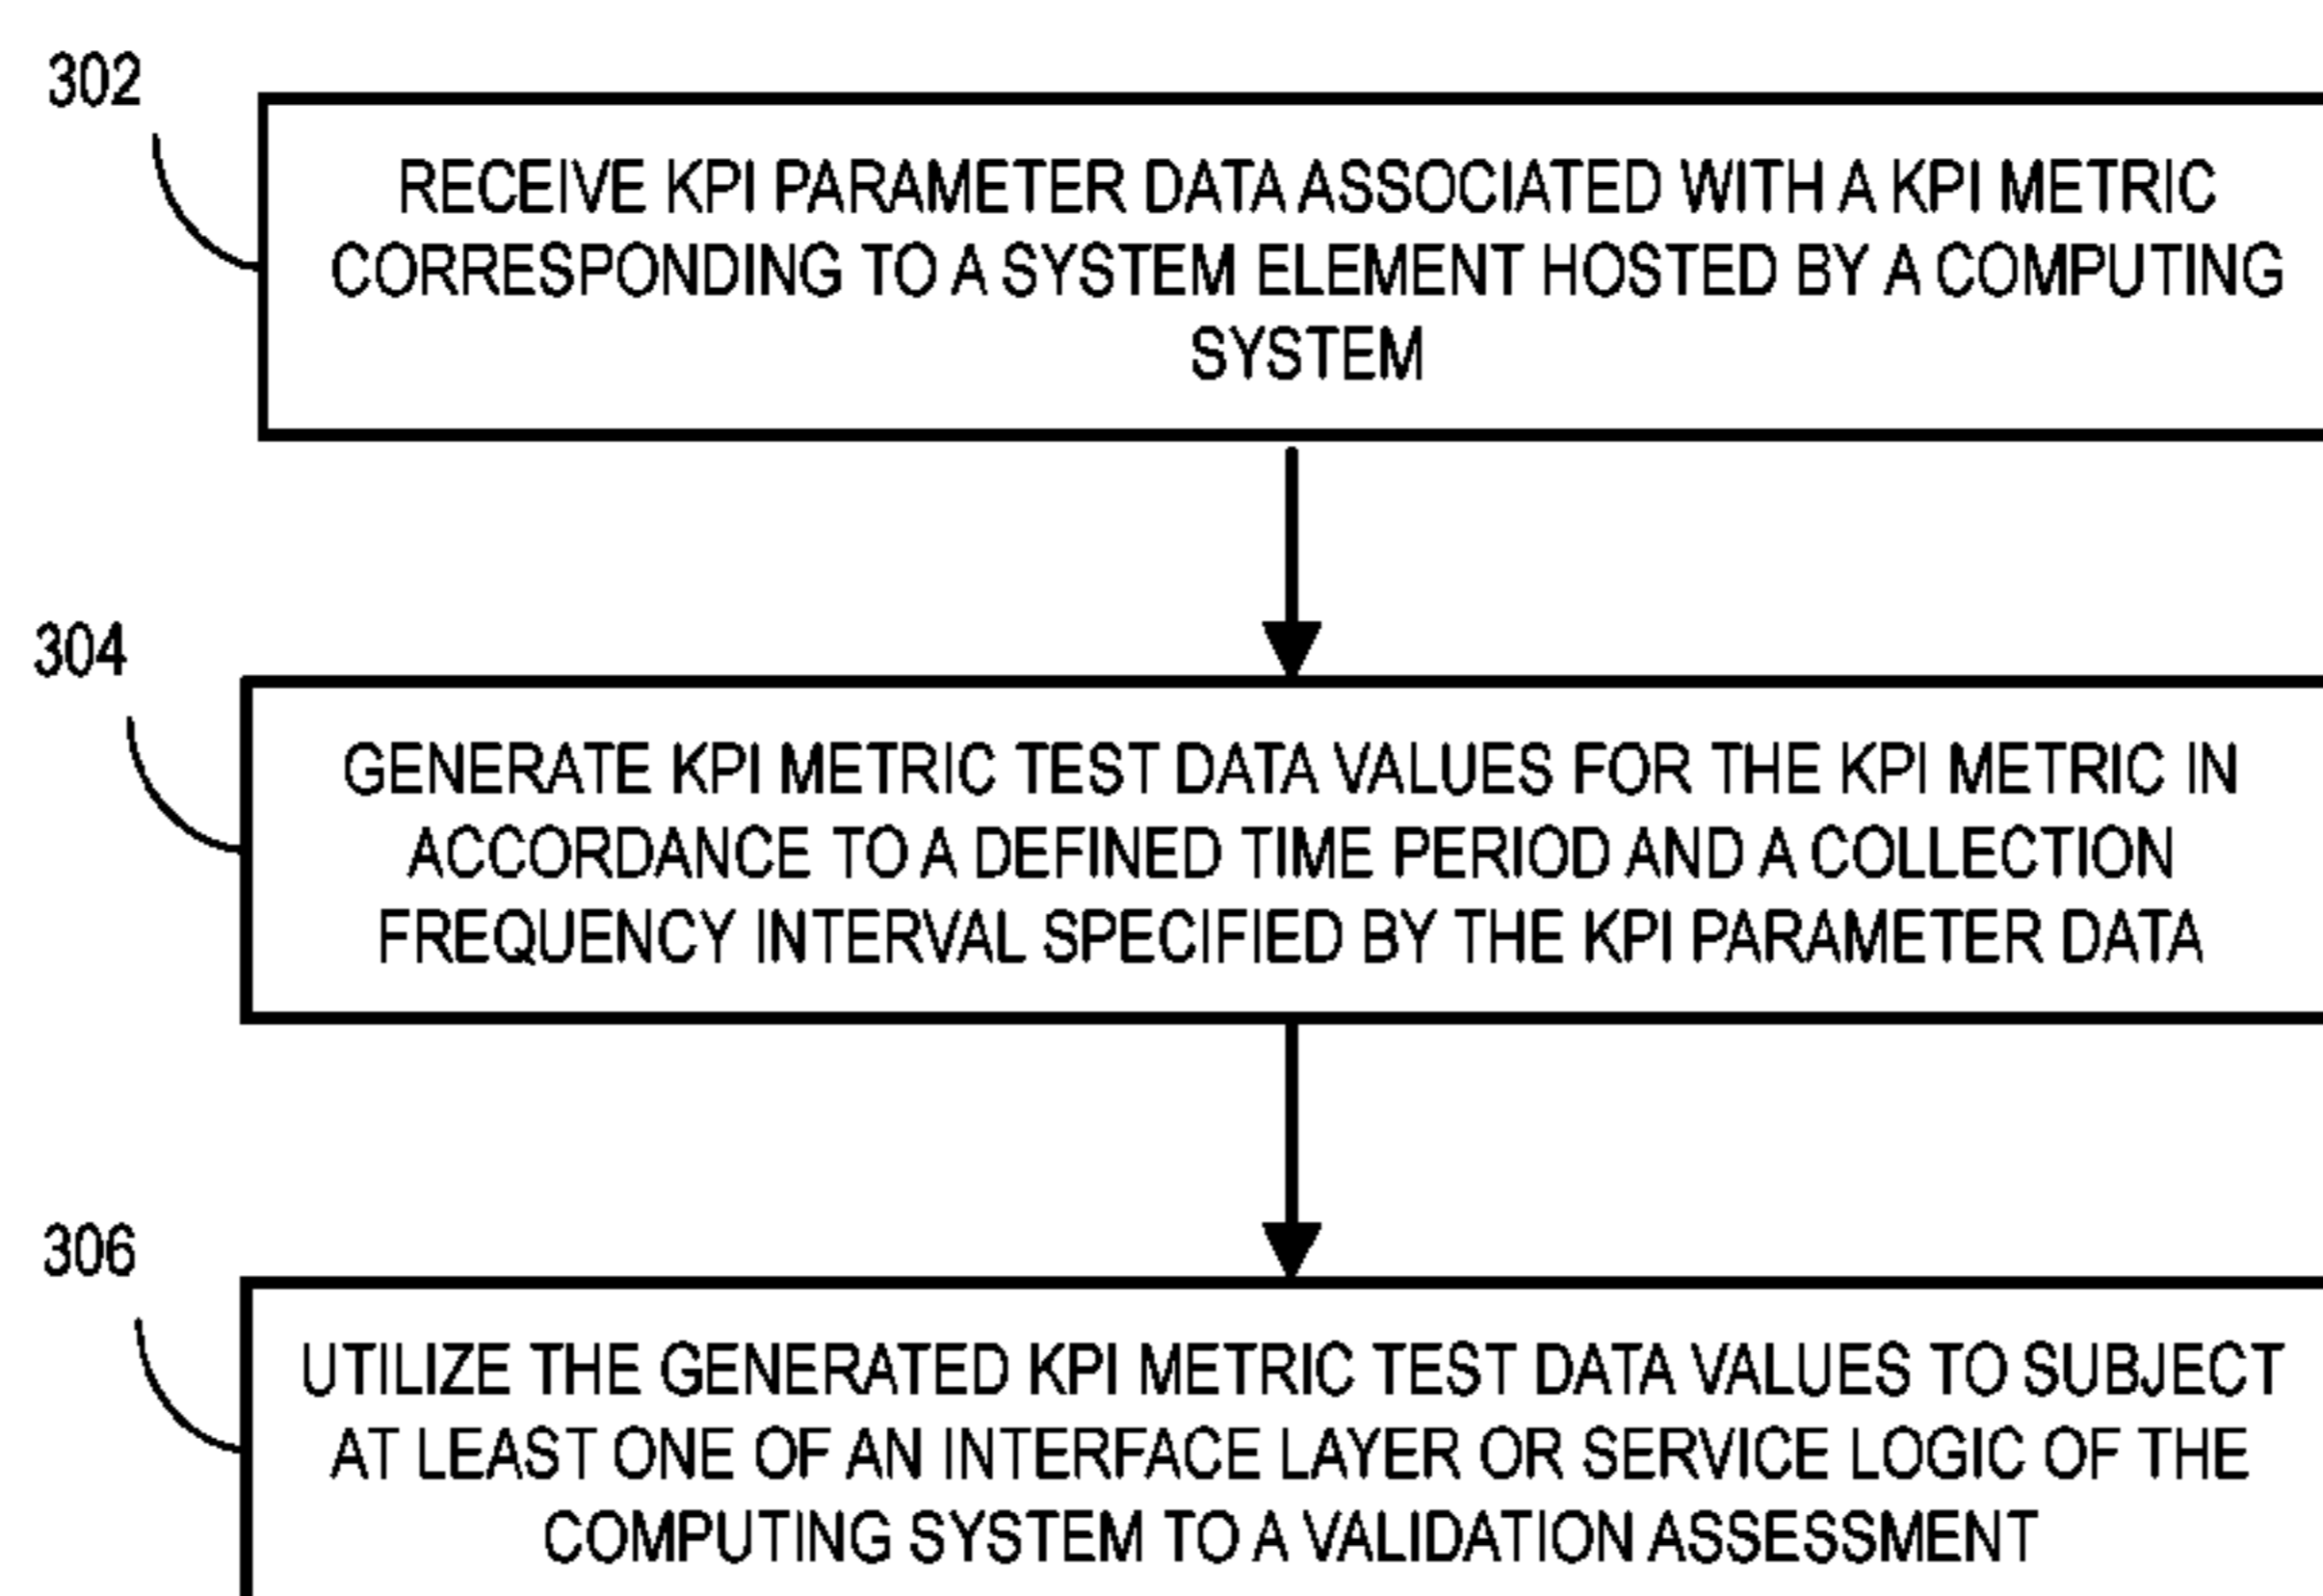 302
RECEIVE KPI PARAMETER DATA ASSOCIATED WITH A KPI METRIC
CORRESPONDING TO A SYSTEM ELEMENT HOSTED BY A COMPUTING
SYSTEM
304
GENERATE KPI METRIC TEST DATA VALUES FOR THE KPI METRIC IN
ACCORDANCE TO A DEFINED TIME PERIOD AND A COLLECTION
FREQUENCY INTERVAL SPECIFIED BY THE KPI PARAMETER DATA
306
UTILIZE THE GENERATED KPI METRIC TEST DATA VALUES TO SUBJECT
AT LEAST ONE OF AN INTERFACE LAYER OR SERVICE LOGIC OF THE
COMPUTING SYSTEM TO A VALIDATION ASSESSMENT